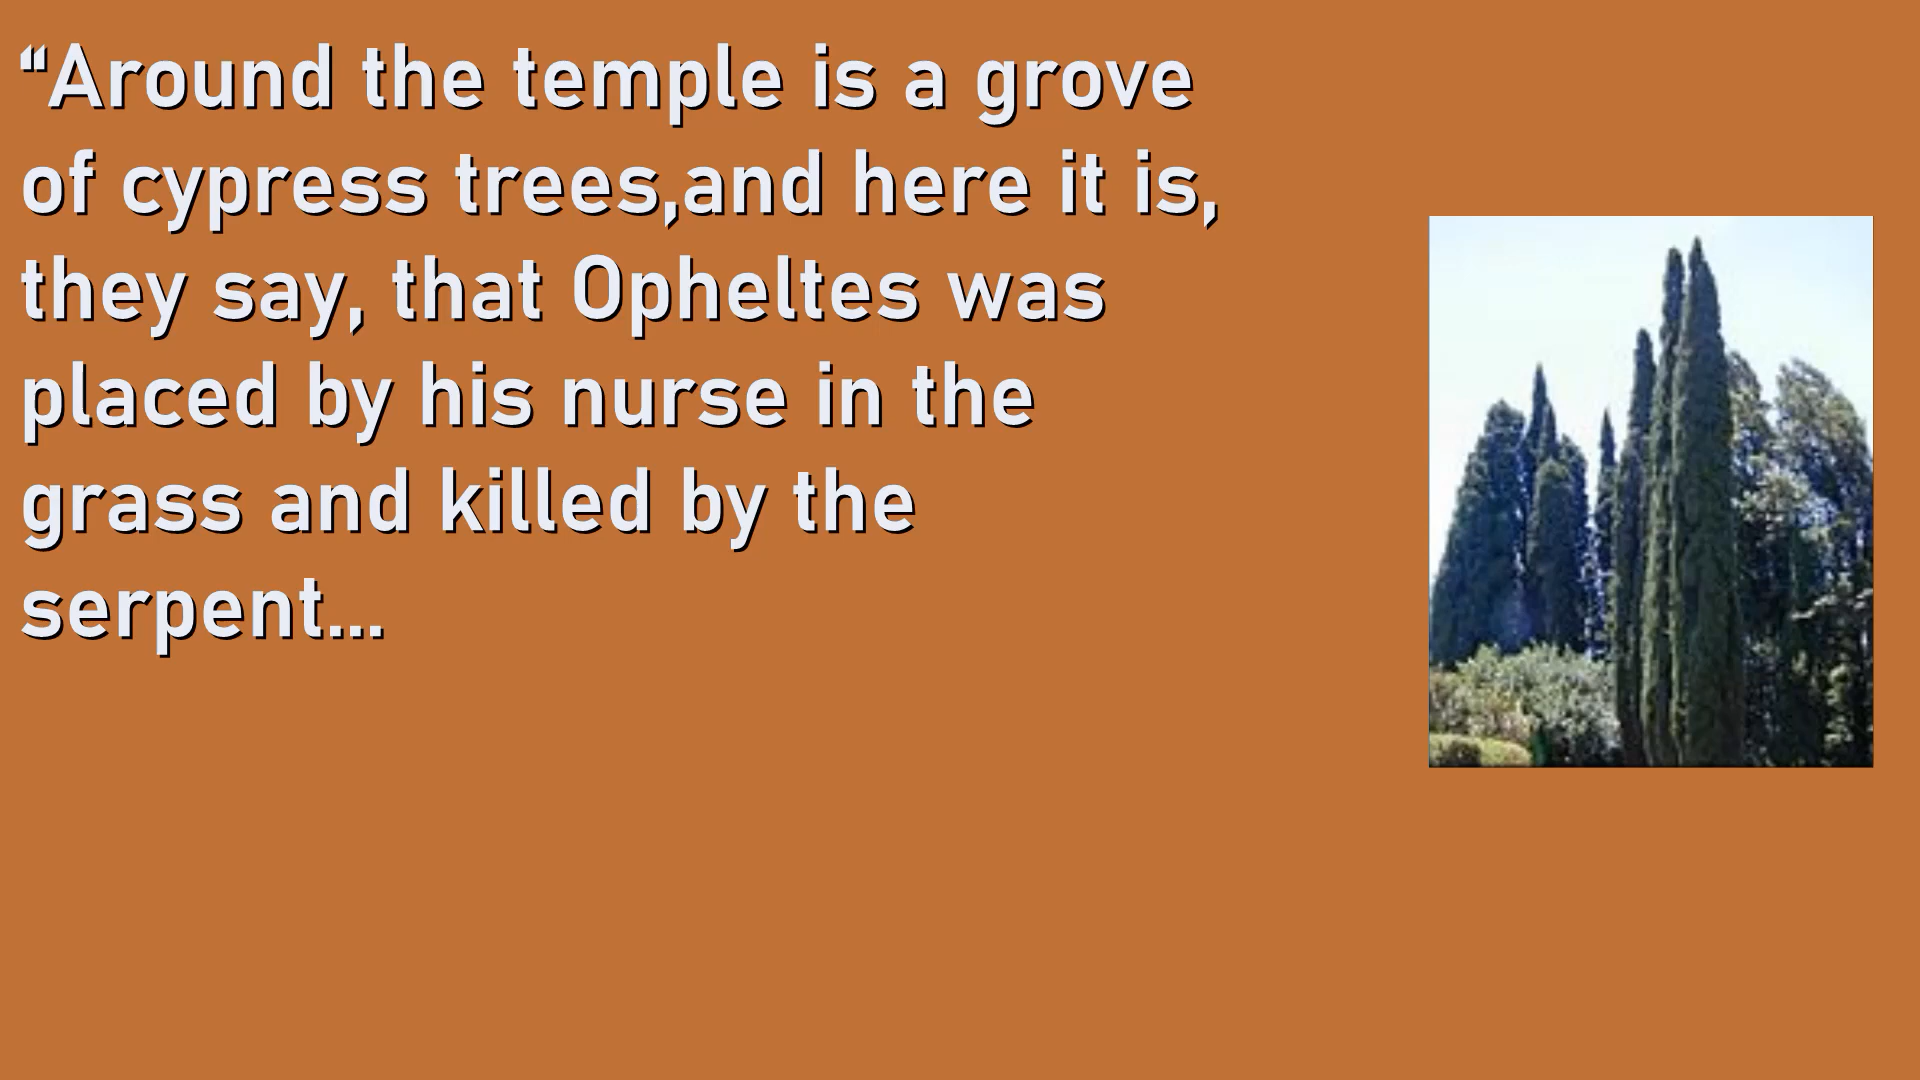 “Around the temple is a grove
of cypress trees,and here it is,
they say, that Opheltes was
placed by his nurse in the
grass and killed by the
serpent...